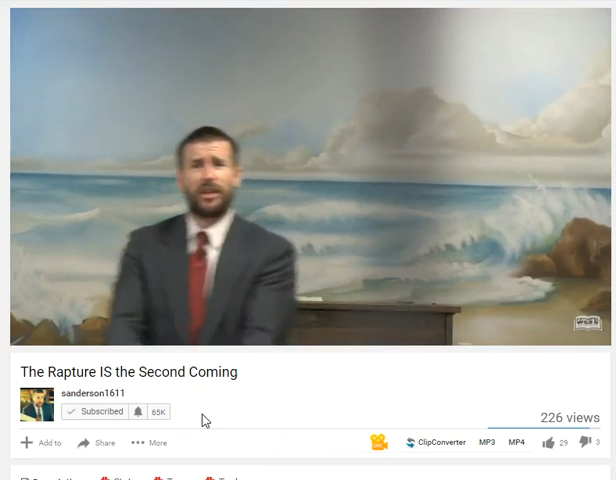 The Rapture IS the Second Coming
sanderson1611
Subscribed 65K
226 views
Add to Share More ClipConverter MP3 MP4 29 3